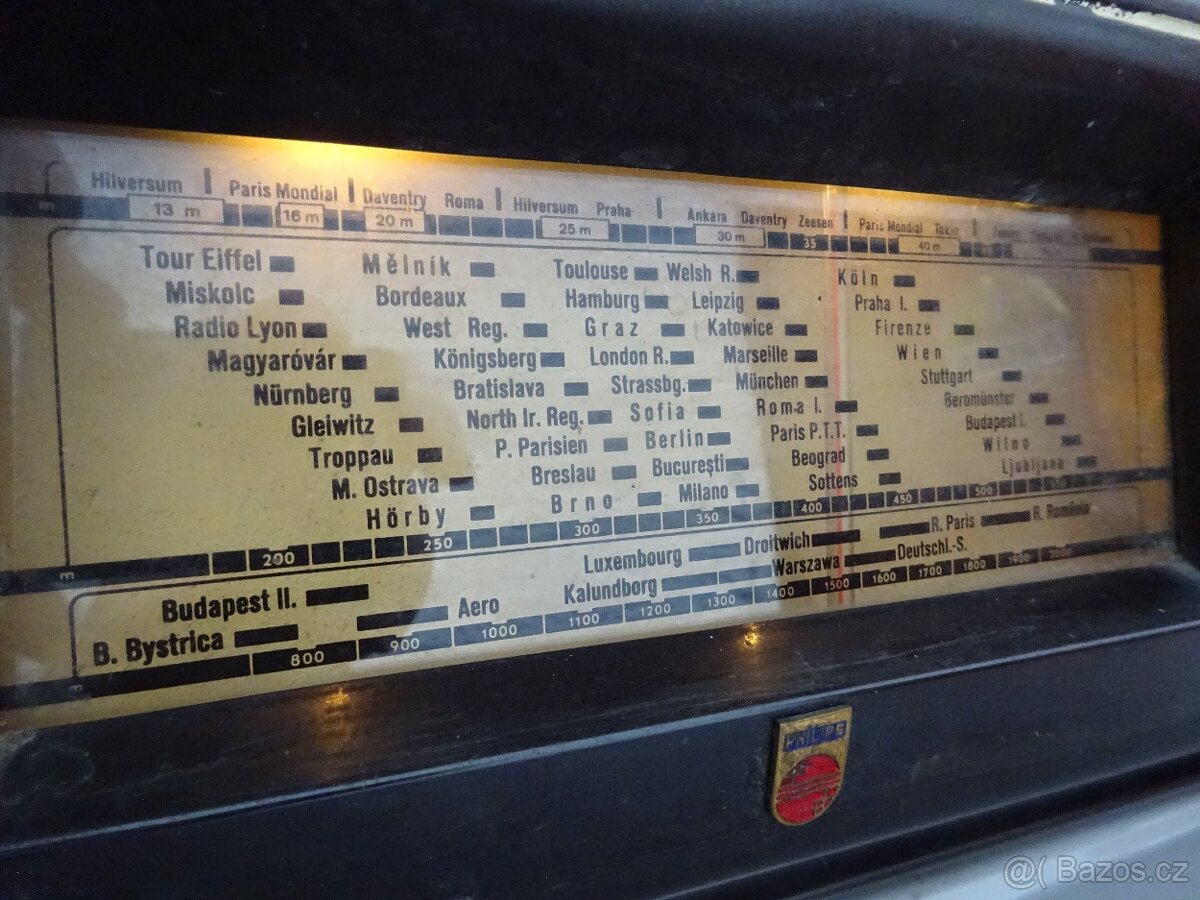 Hilversum Paris Mondial Daventry Roma Hilversum Praha Ankara Daventry Zeesen Paris Mondial Tokio
m 13 m 16 m 20 m 25 m 30 m 35 40 m
Tour Eiffel Mělník Toulouse Welsh R. Köln
Miskolc Bordeaux Hamburg Leipzig Praha I.
Radio Lyon West Reg. Graz Katowice Firenze
Magyaróvár Königsberg London R. Marseille Wien
Nürnberg Bratislava Strassbg. München Stuttgart
Gleiwitz North Ir. Reg. Sofia Roma I. Beromünster
Troppau P. Parisien Berlin Paris P.T.T. Budapest I.
M. Ostrava Breslau Bucureşti Beograd Wilno
Hörby Brno Milano Sottens Ljubljana
m 200 250 300 350 400 450 500
Luxembourg Droitwich R. Paris R. România
Budapest II. Aero Kalundborg Warszawa Deutschl.-S.
B. Bystrica
m 800 900 1000 1100 1200 1300 1400 1500 1600 1700 1800 1900 2000
PHILIPS
@( Bazos.cz